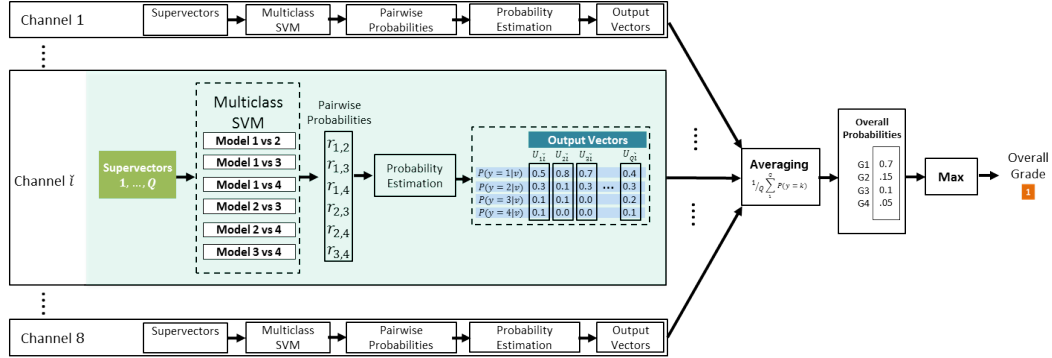 Channel 1
Supervectors
Multiclass
SVM
Pairwise
Probabilities
Probability
Estimation
Output
Vectors
Channel ǐ
Supervectors
1, …, Q
Multiclass
SVM
Model 1 vs 2
Model 1 vs 3
Model 1 vs 4
Model 2 vs 3
Model 2 vs 4
Model 3 vs 4
Pairwise
Probabilities
r1,2
r1,3
r1,4
r2,3
r2,4
r3,4
Probability
Estimation
Output Vectors
U1ǐ U2ǐ U3ǐ UQǐ
P(y = 1|v) 0.5 0.8 0.7 0.4
P(y = 2|v) 0.3 0.1 0.3 ... 0.3
P(y = 3|v) 0.1 0.1 0.0 0.2
P(y = 4|v) 0.1 0.0 0.0 0.1
Averaging
1/Q ∑ Q 1 P(y = k)
Overall
Probabilities
G1 0.7
G2 .15
G3 0.1
G4 .05
Max
Overall
Grade
1
Channel 8
Supervectors
Multiclass
SVM
Pairwise
Probabilities
Probability
Estimation
Output
Vectors